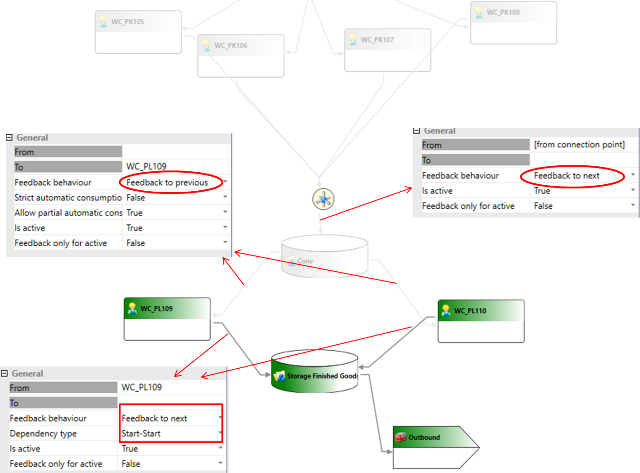 WC_PK105
WC_PK106
WC_PK107
WC_PK108
General
From
To WC_PL109
Feedback behaviour Feedback to previous
Strict automatic consumptio False
Allow partial automatic cons True
Is active True
Feedback only for active False
General
From [from connection point]
To
Feedback behaviour Feedback to next
Is active True
Feedback only for active False
Conv
WC_PL109
WC_PL110
Storage Finished Good
General
From WC_PL109
To
Feedback behaviour Feedback to next
Dependency type Start-Start
Is active True
Feedback only for active False
Outbound